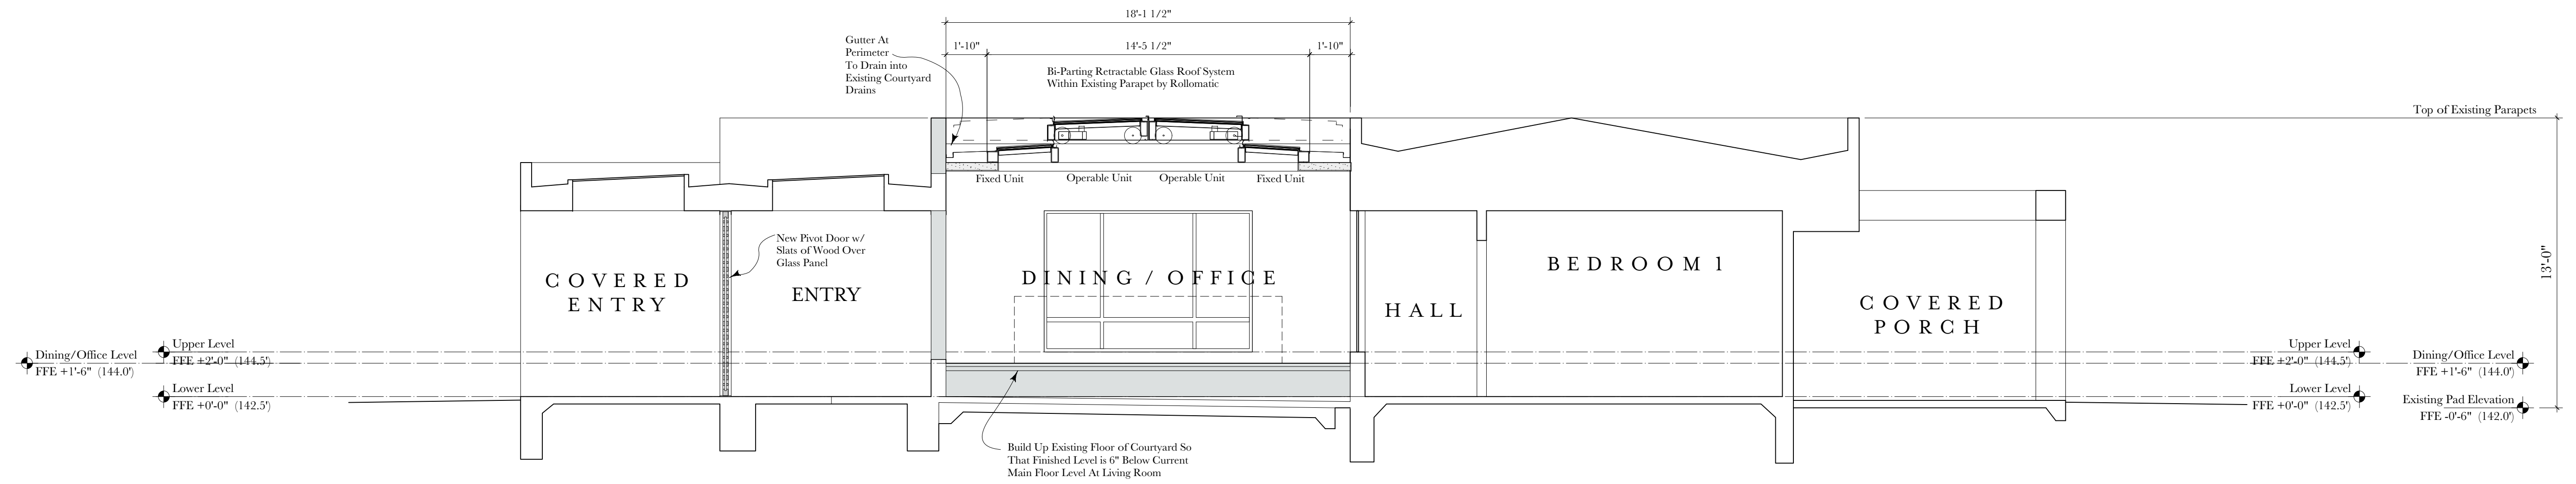 18'-1 1/2"
1'-10"
14'-5 1/2"
1'-10"
Gutter At
Perimeter
To Drain into
Existing Courtyard
Drains
Bi-Parting Retractable Glass Roof System
Within Existing Parapet by Rollomatic
Top of Existing Parapets
Fixed Unit
Operable Unit
Operable Unit
Fixed Unit
New Pivot Door w/
Slats of Wood Over
Glass Panel
COVERED
ENTRY
ENTRY
DINING / OFFICE
HALL
BEDROOM 1
COVERED
PORCH
13'-0"
Dining/Office Level
FFE +1'-6" (144.0')
Upper Level
FFE +2'-0" (144.5')
Lower Level
FFE +0'-0" (142.5')
Upper Level
FFE +2'-0" (144.5')
Lower Level
FFE +0'-0" (142.5')
Dining/Office Level
FFE +1'-6" (144.0')
Existing Pad Elevation
FFE -0'-6" (142.0')
Build Up Existing Floor of Courtyard So
That Finished Level is 6" Below Current
Main Floor Level At Living Room